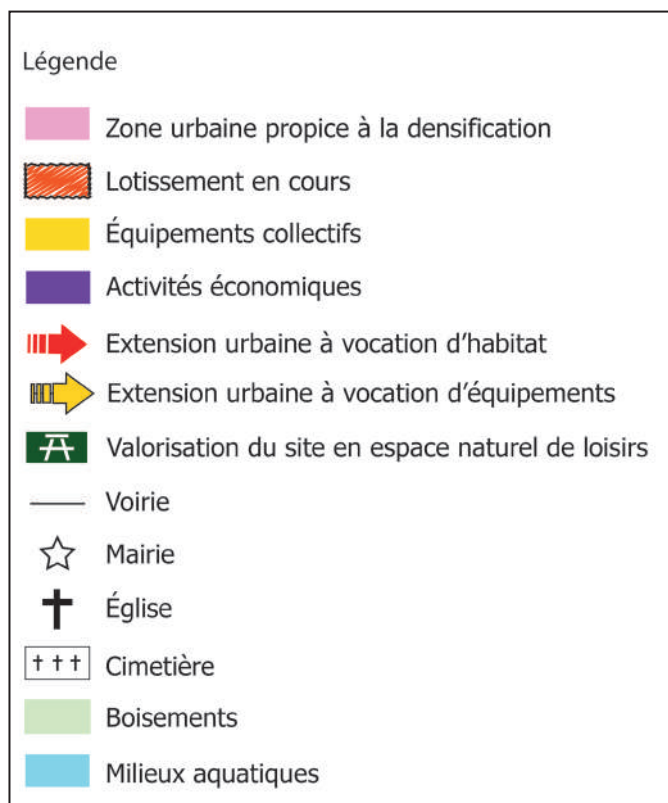 Légende
Zone urbaine propice à la densification
Lotissement en cours
Équipements collectifs
Activités économiques
Extension urbaine à vocation d'habitat
Extension urbaine à vocation d'équipements
Valorisation du site en espace naturel de loisirs
Voirie
Mairie
Église
Cimetière
Boisements
Milieux aquatiques